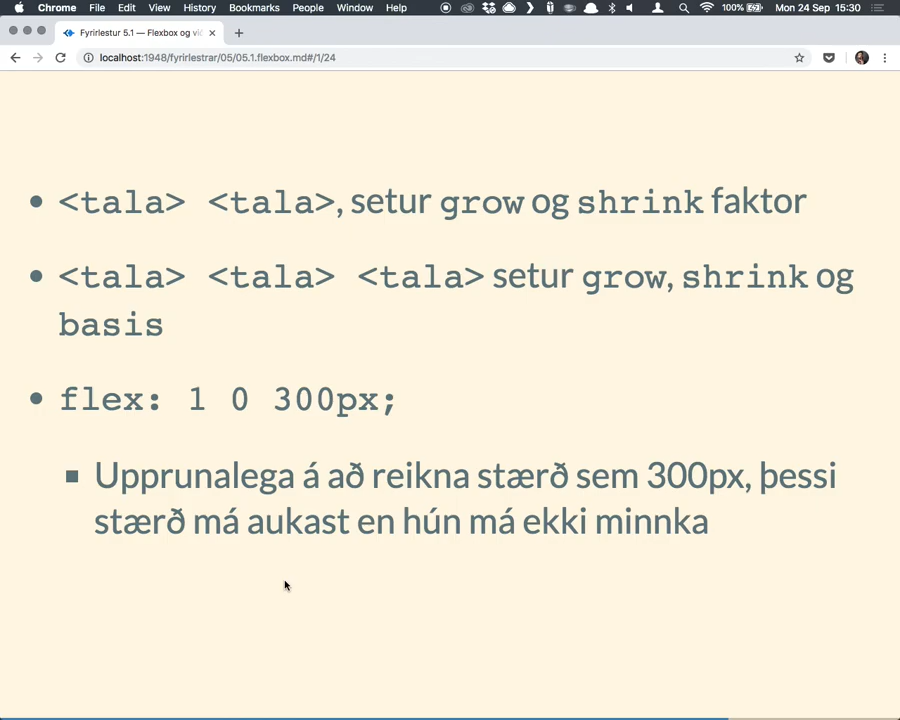 Chrome File Edit View History Bookmarks People Window Help 100% Mon 24 Sep 15:30
Fyrirlestur 5.1 — Flexbox og
localhost:1948/fyrirlestrar/05/05.1.flexbox.md#/1/24
<tala> <tala>, setur grow og shrink faktor
<tala> <tala> <tala> setur grow, shrink og
basis
flex: 1 0 300px;
Upprunalega á að reikna stærð sem 300px, þessi
stærð má aukast en hún má ekki minnka